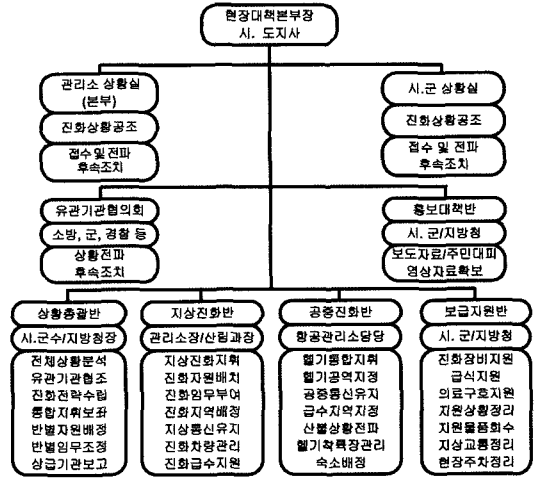 현장대책본부장
시. 도지사
관리소 상황실
(본부)
진화상황공조
접수 및 전파
후속조치
시.군 상황실
진화상황공조
접수 및 전파
후속조치
유관기관협의회
소방, 군, 경찰 등
상황전파
후속조치
홍보대책반
시. 군/지방청
보도자료/주민대피
영상자료확보
상황총괄반
시.군수/지방청장
전체상황분석
유관기관협조
진화전략수립
통합지휘보좌
반별자원배정
반별임무조정
상급기관보고
지상진화반
관리소장/산림과장
지상진화지휘
진화자원배치
진화임무부여
진화지역배정
지상통신유지
진화차량관리
진화급수지원
공중진화반
항공관리소담당
헬기통합지휘
헬기공역지정
공중통신유지
급수지역지정
산불상황전파
헬기착륙장관리
숙소배정
보급지원반
시. 군/지방청
진화장비지원
급식지원
의료구호지원
지원상황정리
지원물품회수
지상교통정리
현장주차정리